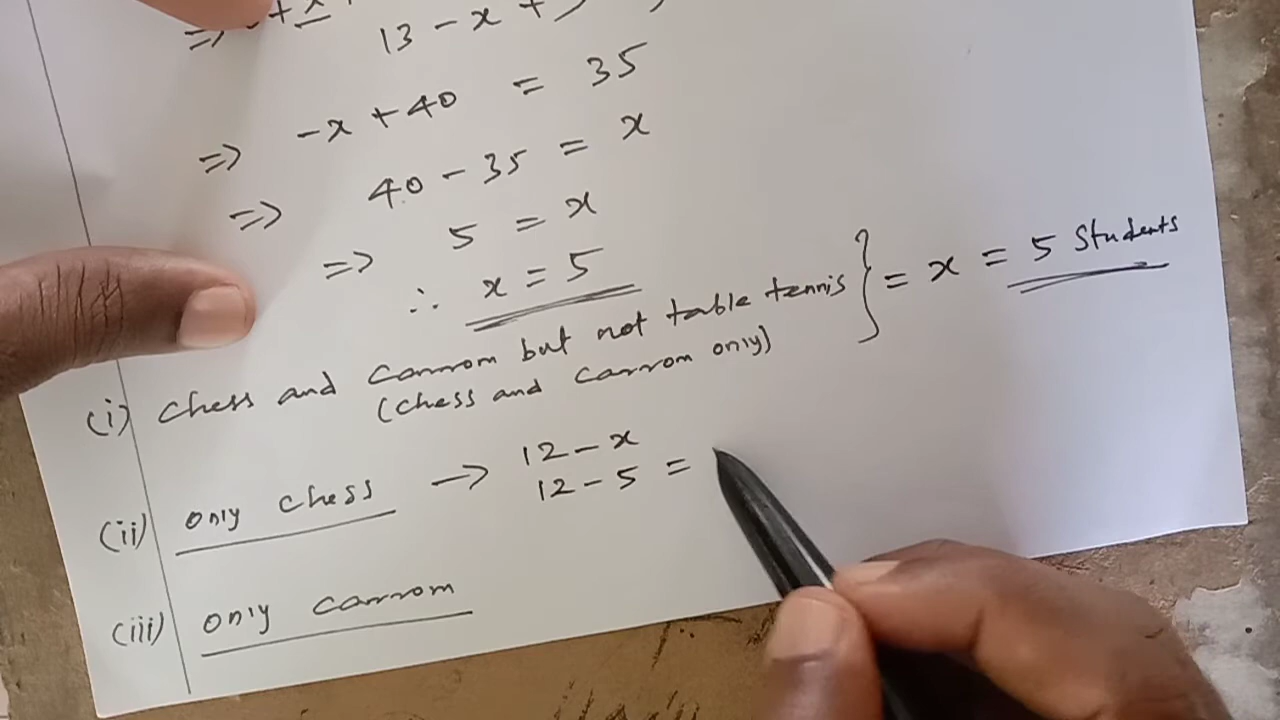 13 - x +
⇒ -x + 40 = 35
⇒ 40 - 35 = x
⇒ 5 = x
∴ x = 5
(i) Chess and Carrom but not table tennis } = x = 5 Students
(Chess and Carrom only)
(ii) only chess → 12 - x
12 - 5 =
(iii) only carrom